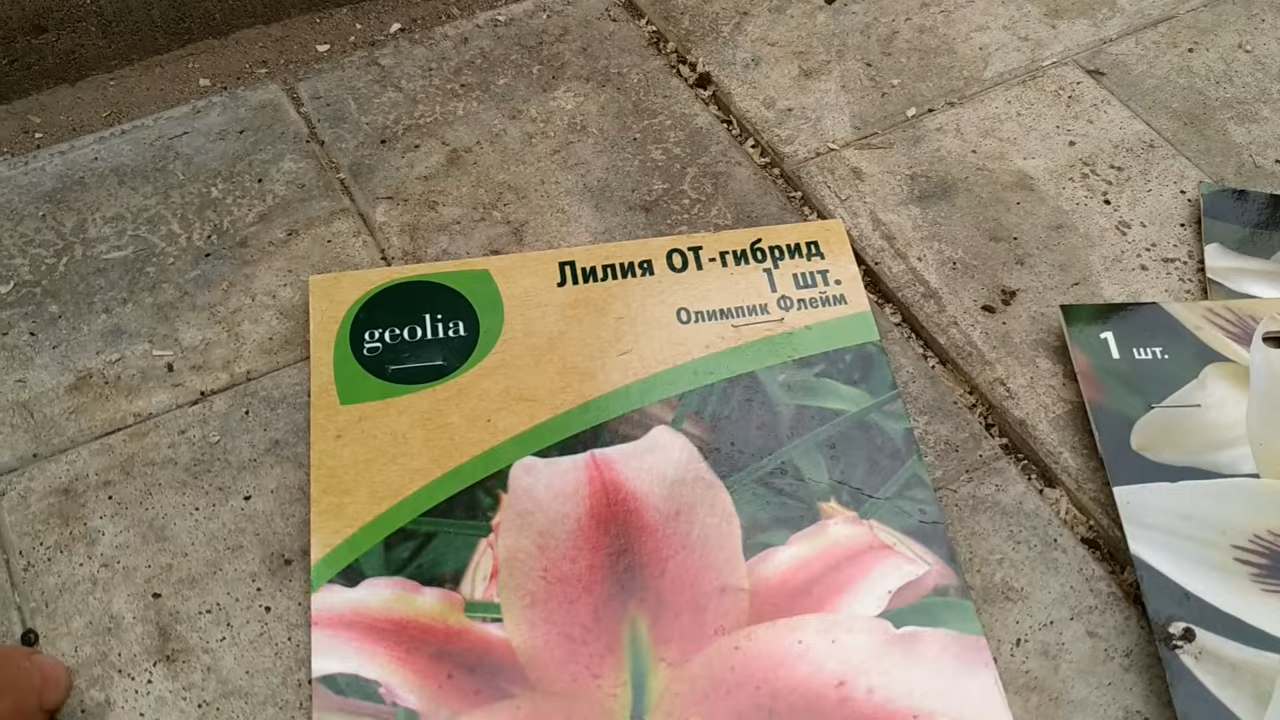 geolia
Лилия ОТ-гибрид
1 шт.
Олимпик Флейм
1 шт.